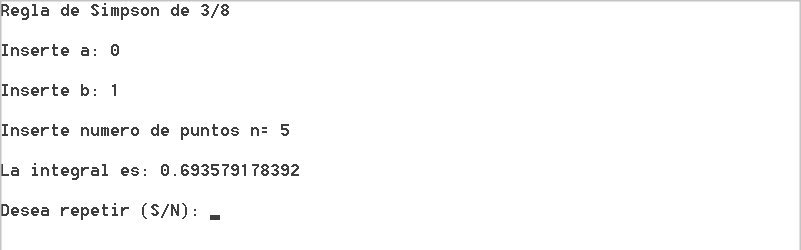 Regla de Simpson de 3/8
Inserte a: 0
Inserte b: 1
Inserte numero de puntos n= 5
La integral es: 0.693579178392
Desea repetir (S/N): _